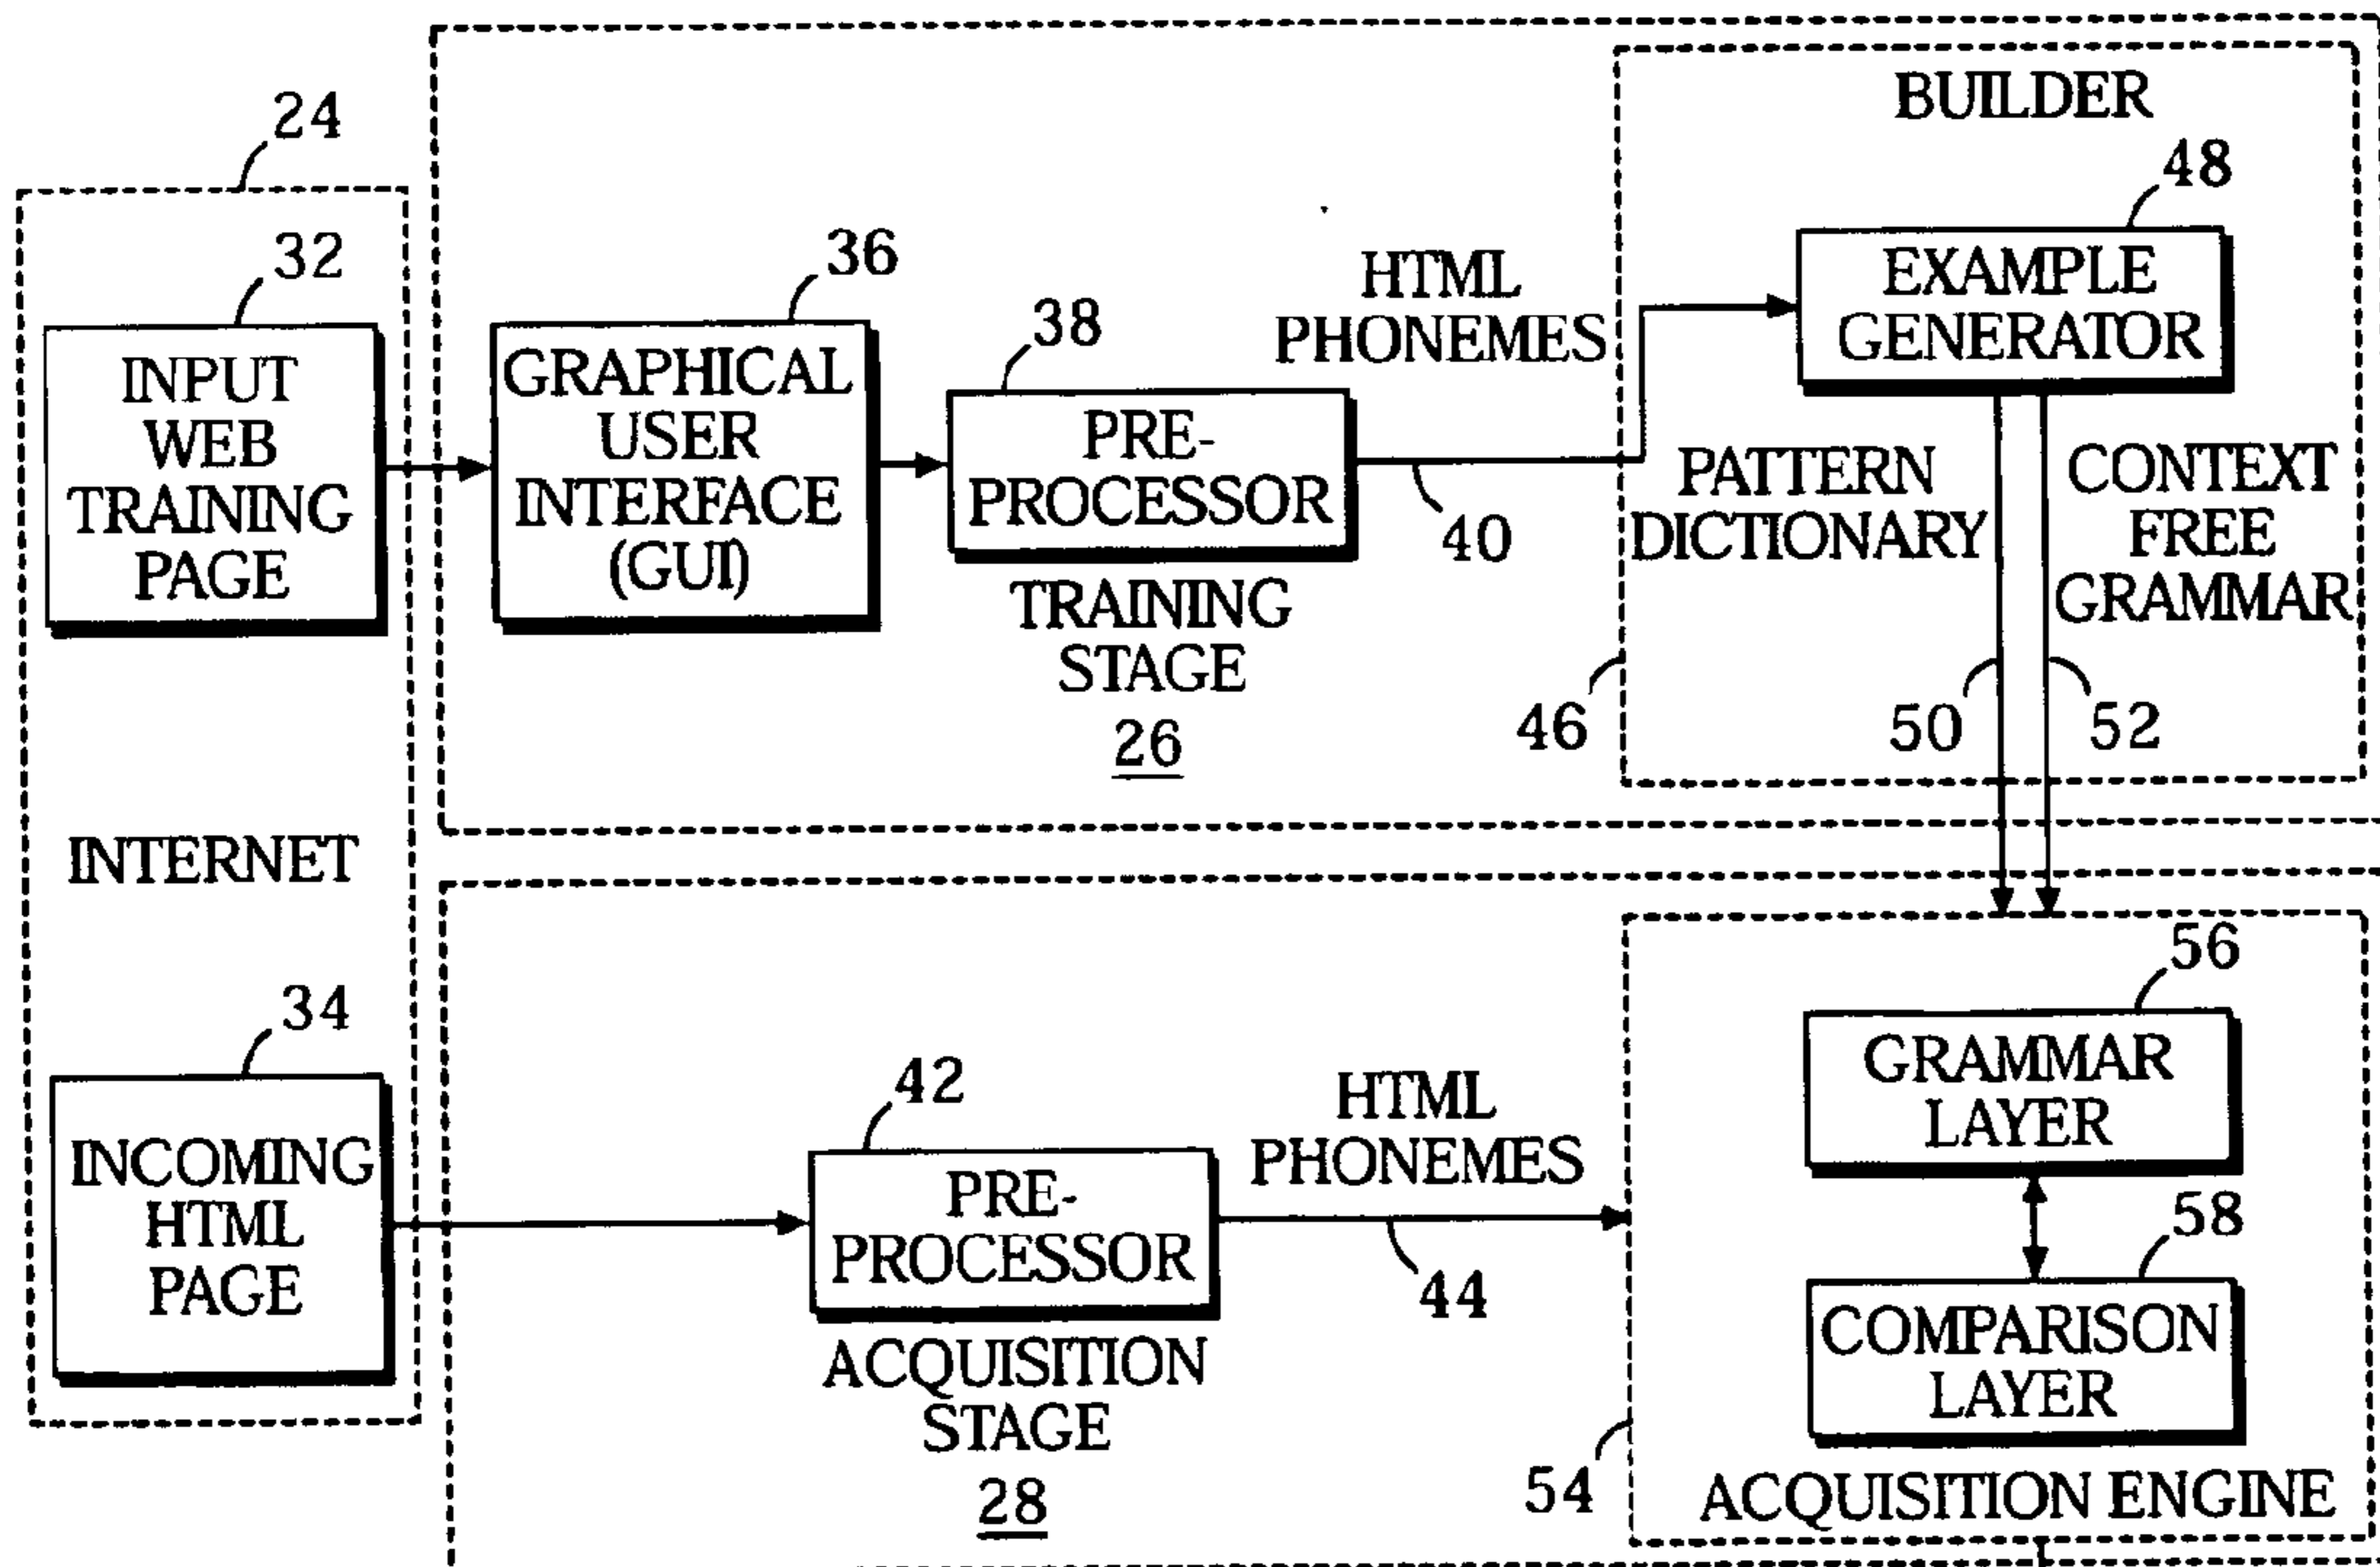 24
32
INPUT
WEB
TRAINING
PAGE
INTERNET
34
INCOMING
HTML
PAGE
36
GRAPHICAL
USER
INTERFACE
(GUI)
38
PRE-
PROCESSOR
TRAINING
STAGE
26
HTML
PHONEMES
40
BUILDER
48
EXAMPLE
GENERATOR
PATTERN
DICTIONARY
CONTEXT
FREE
GRAMMAR
46
50
52
42
PRE-
PROCESSOR
ACQUISITION
STAGE
28
HTML
PHONEMES
44
56
GRAMMAR
LAYER
58
COMPARISON
LAYER
54
ACQUISITION ENGINE